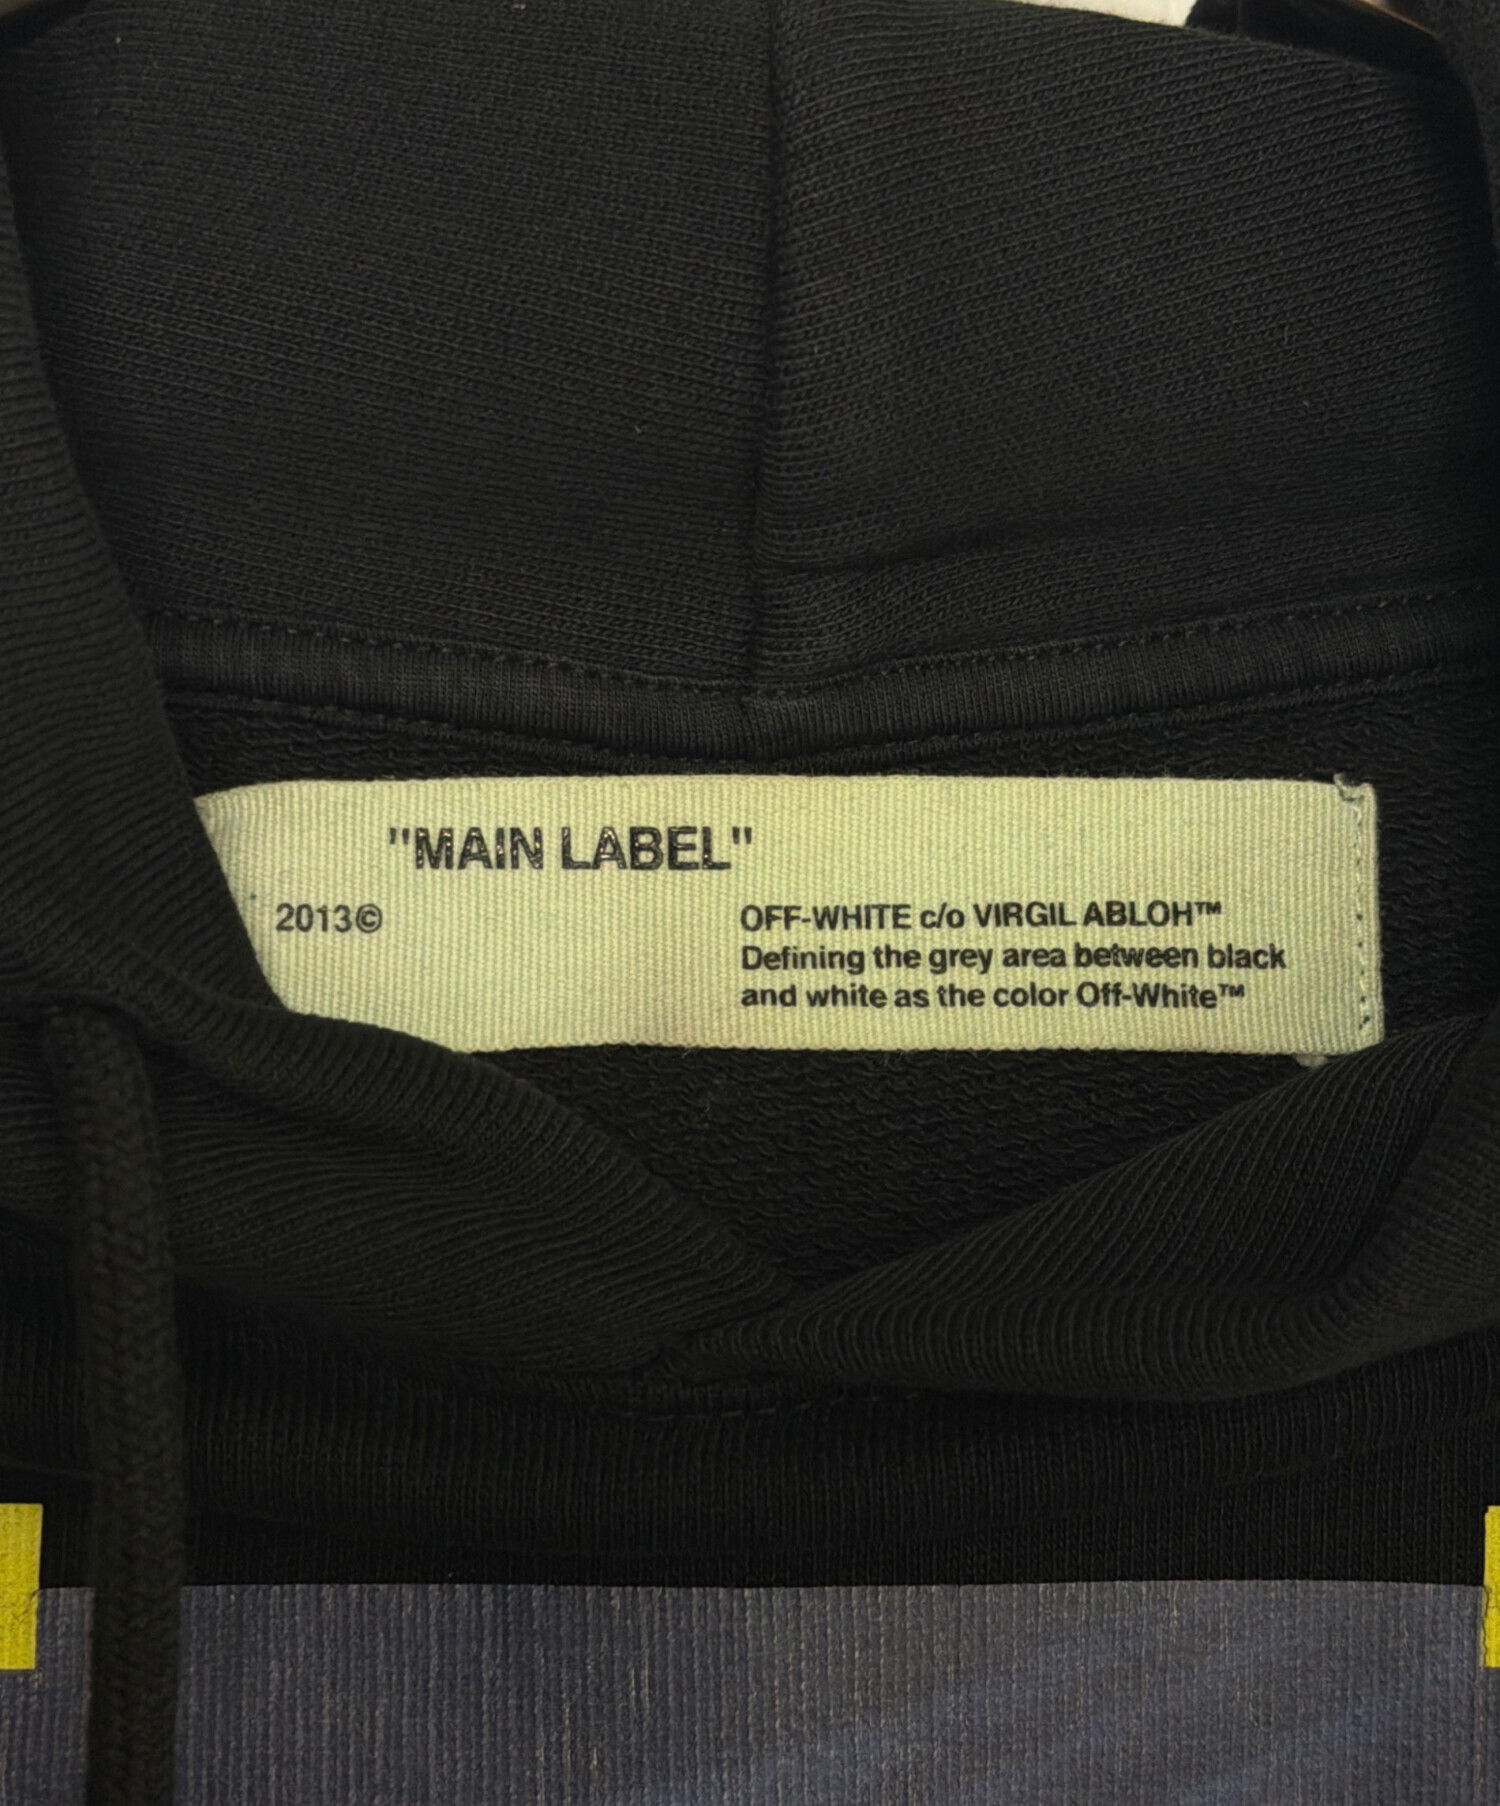 "MAIN LABEL"
2013©
OFF-WHITE c/o VIRGIL ABLOH™
Defining the grey area between black
and white as the color Off-White™